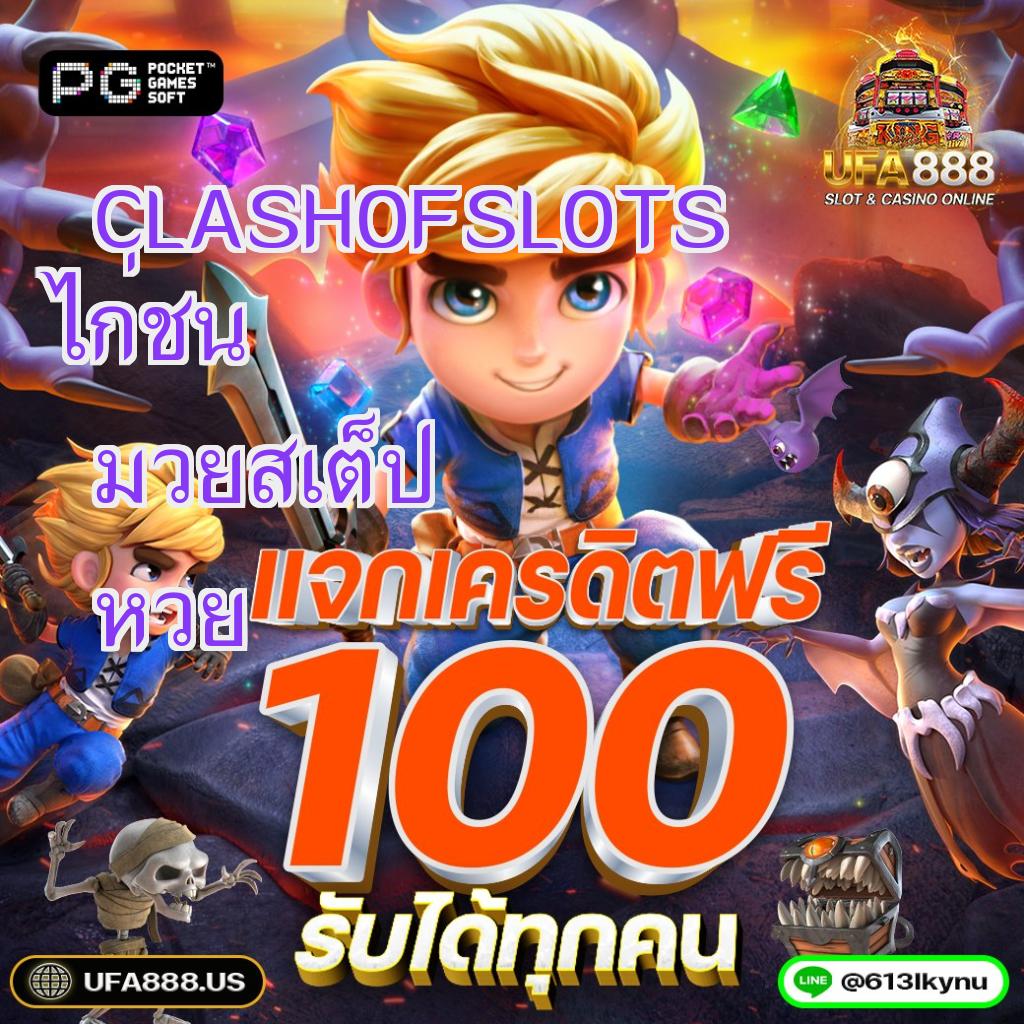 PG POCKET GAMES SOFT™
UFA888
SLOT & CASINO ONLINE
CLASHOFSLOTS
ไก่ชน
มวยสเต็ป
หวย
แจกเครดิตฟรี
100
รับได้ทุกคน
UFA888.US
LINE @613lkynu